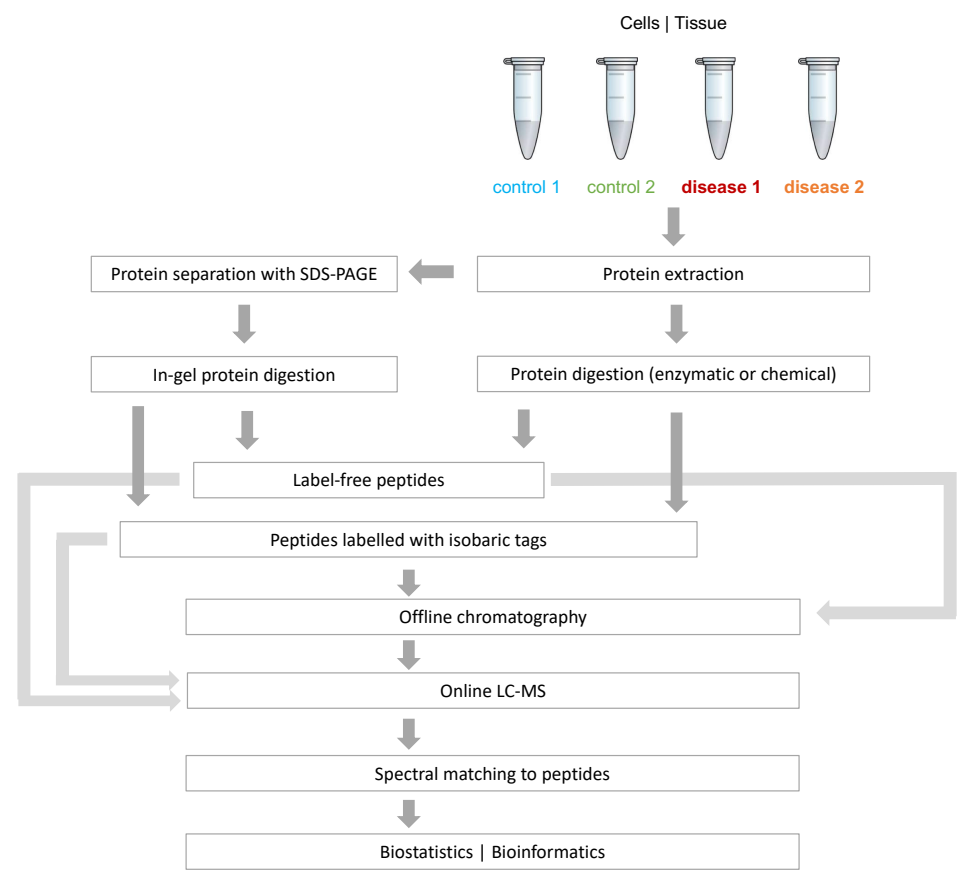 Cells | Tissue
control 1 control 2 disease 1 disease 2
Protein separation with SDS-PAGE
Protein extraction
In-gel protein digestion
Protein digestion (enzymatic or chemical)
Label-free peptides
Peptides labelled with isobaric tags
Offline chromatography
Online LC-MS
Spectral matching to peptides
Biostatistics | Bioinformatics